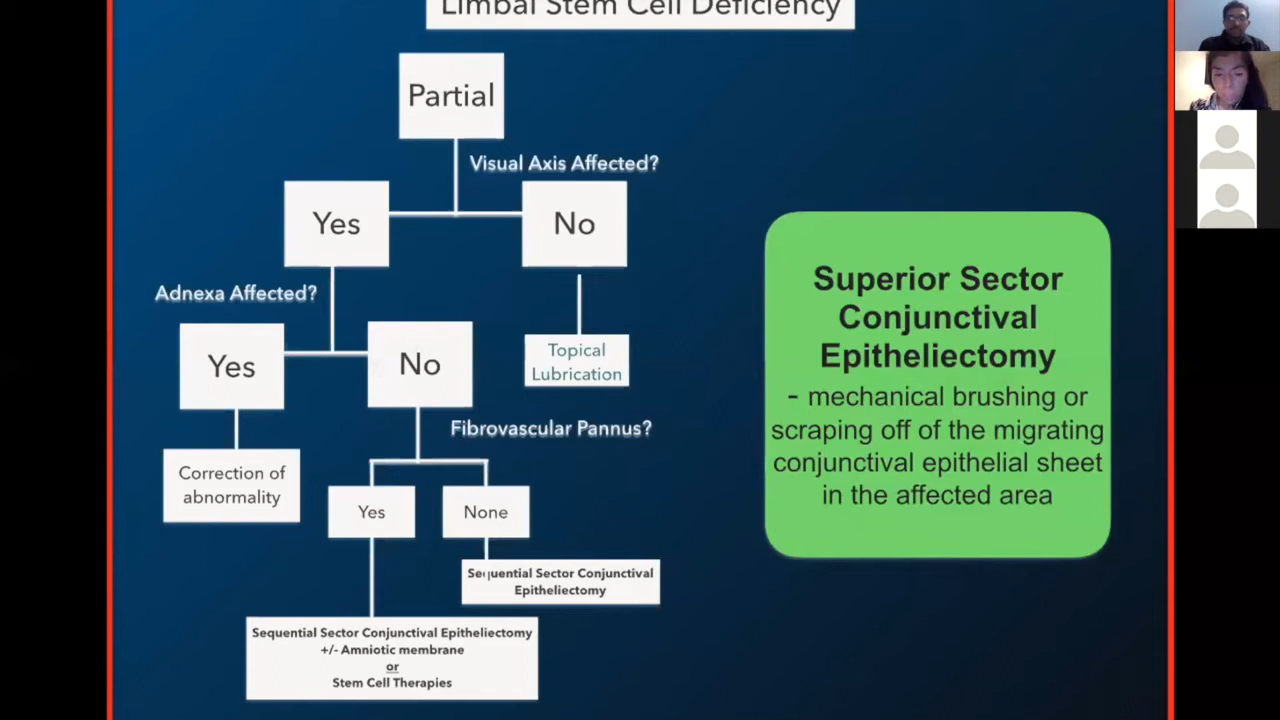 Limbal Stem Cell Deficiency
Partial
Visual Axis Affected?
Yes
No
Adnexa Affected?
Yes
No
Topical
Lubrication
Fibrovascular Pannus?
Correction of
abnormality
Yes
None
Sequential Sector Conjunctival
Epitheliectomy
Sequential Sector Conjunctival Epitheliectomy
+/- Amniotic membrane
or
Stem Cell Therapies
Superior Sector
Conjunctival
Epitheliectomy
- mechanical brushing or
scraping off of the migrating
conjunctival epithelial sheet
in the affected area